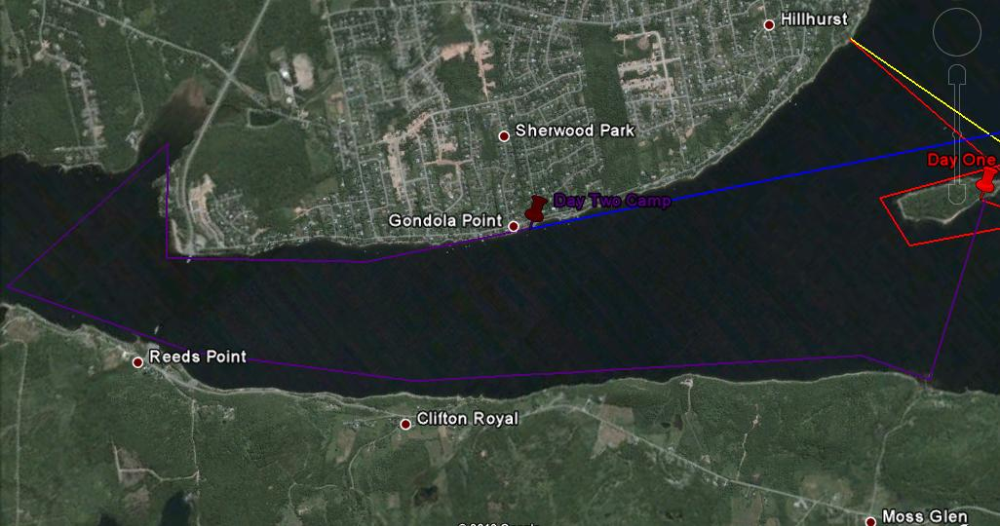 Hillhurst
Sherwood Park
Day One
Day Two Camp
Gondola Point
Reeds Point
Clifton Royal
Moss Glen